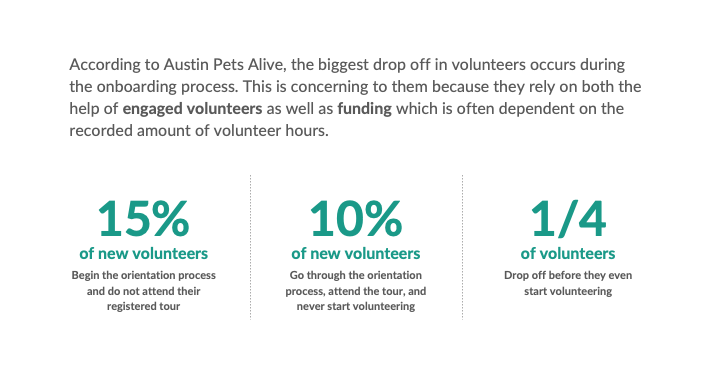 According to Austin Pets Alive, the biggest drop off in volunteers occurs during
the onboarding process. This is concerning to them because they rely on both the
help of engaged volunteers as well as funding which is often dependent on the
recorded amount of volunteer hours.
15%
of new volunteers
Begin the orientation process
and do not attend their
registered tour
10%
of new volunteers
Go through the orientation
process, attend the tour, and
never start volunteering
1/4
of volunteers
Drop off before they even
start volunteering